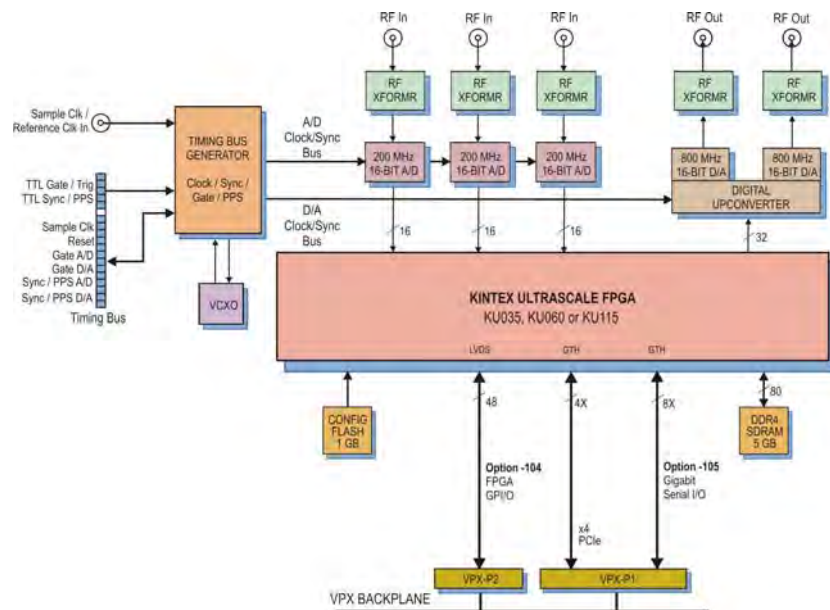 RF In
RF In
RF In
RF Out
RF Out
RF
XFORMR
RF
XFORMR
RF
XFORMR
RF
XFORMR
RF
XFORMR
Sample Clk /
Reference Clk In
TIMING BUS
GENERATOR
Clock / Sync /
Gate / PPS
A/D
Clock/Sync
Bus
200 MHz
16-BIT A/D
200 MHz
16-BIT A/D
200 MHz
16-BIT A/D
800 MHz
16-BIT D/A
800 MHz
16-BIT D/A
DIGITAL
UPCONVERTER
TTL Gate / Trig
TTL Sync / PPS
Sample Clk
Reset
Gate A/D
Gate D/A
Sync / PPS A/D
Sync / PPS D/A
Timing Bus
D/A
Clock/Sync
Bus
16
16
16
32
VCXO
KINTEX ULTRASCALE FPGA
KU035, KU060 or KU115
LVDS
GTH
GTH
48
4X
8X
80
CONFIG
FLASH
1 GB
DDR4
SDRAM
5 GB
Option -104
FPGA
GPI/O
Option -105
Gigabit
Serial I/O
x4
PCIe
VPX-P2
VPX-P1
VPX BACKPLANE